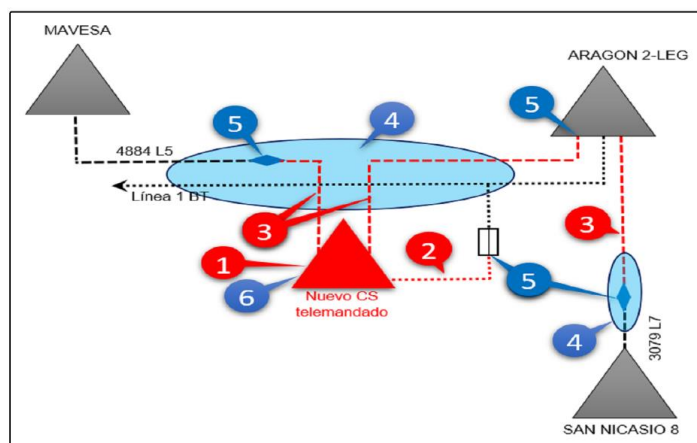 MAVESA
ARAGON 2-LEG
5
5
4
4884 L5
Línea 1 BT
3
3
2
1
5
6
Nuevo CS
telemandado
4
3079 L7
SAN NICASIO 8